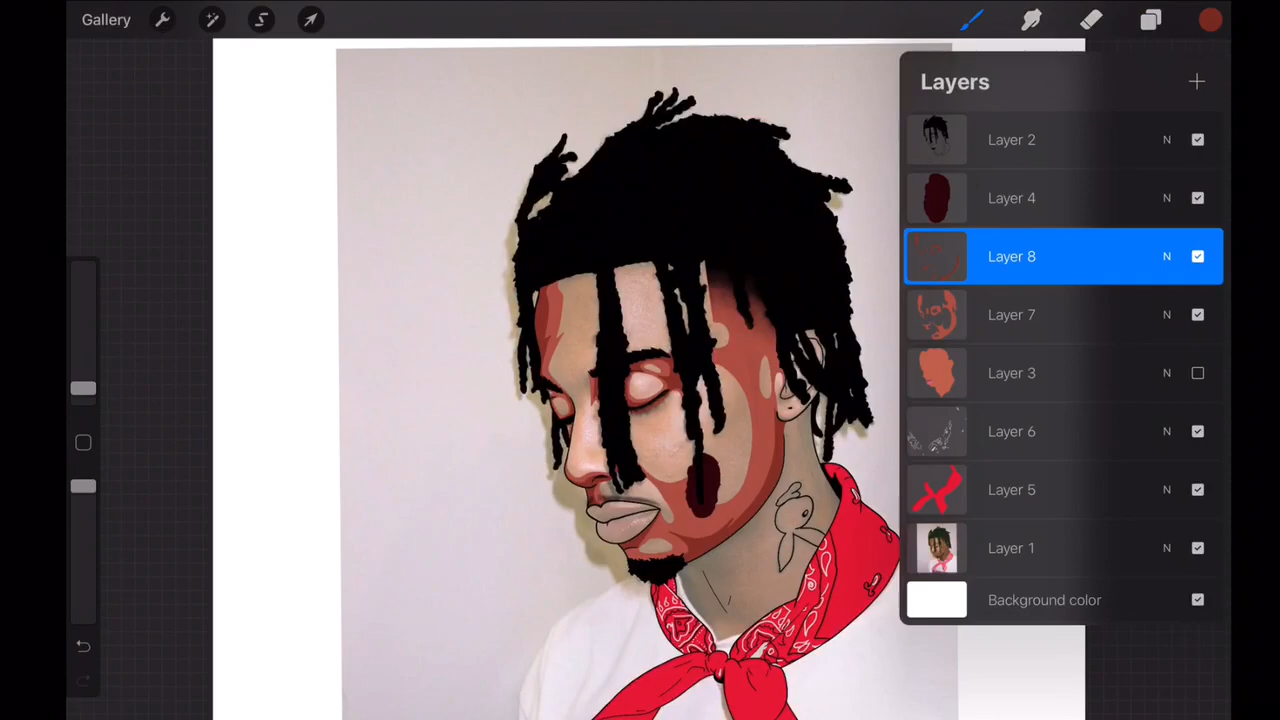 Gallery
Layers
Layer 2 N
Layer 4 N
Layer 8 N
Layer 7 N
Layer 3 N
Layer 6 N
Layer 5 N
Layer 1 N
Background color